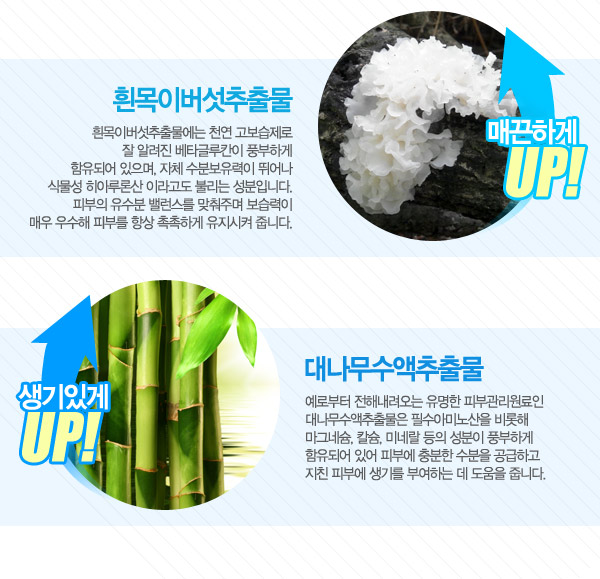 흰목이버섯추출물
흰목이버섯추출물에는 천연 고보습제로
잘 알려진 베타글루칸이 풍부하게
함유되어 있으며, 자체 수분보유력이 뛰어나
식물성 히아루론산 이라고도 불리는 성분입니다.
피부의 유수분 밸런스를 맞춰주며 보습력이
매우 우수해 피부를 항상 촉촉하게 유지시켜 줍니다.
매끈하게
UP!
생기있게
UP!
대나무수액추출물
예로부터 전해내려오는 유명한 피부관리원료인
대나무수액추출물은 필수아미노산을 비롯해
마그네슘, 칼슘, 미네랄 등의 성분이 풍부하게
함유되어 있어 피부에 충분한 수분을 공급하고
지친 피부에 생기를 부여하는 데 도움을 줍니다.